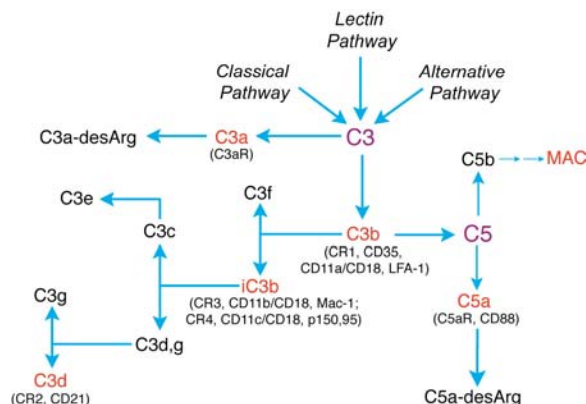 Lectin
Pathway
Classical
Pathway
Alternative
Pathway
C3a-desArg
C3a
(C3aR)
C3
C5b
MAC
C3e
C3f
C3c
C3b
(CR1, CD35,
CD11a/CD18, LFA-1)
C5
iC3b
(CR3, CD11b/CD18, Mac-1;
CR4, CD11c/CD18, p150,95)
C3g
C5a
(C5aR, CD88)
C3d,g
C3d
(CR2, CD21)
C5a-desArg